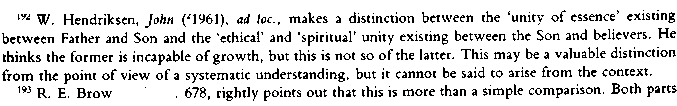 ¹⁹² W. Hendriksen, John (²1961), ad loc., makes a distinction between the 'unity of essence' existing
between Father and Son and the 'ethical' and 'spiritual' unity existing between the Son and believers. He
thinks the former is incapable of growth, but this is not so of the latter. This may be a valuable distinction
from the point of view of a systematic understanding, but it cannot be said to arise from the context.
¹⁹³ R. E. Brow . 678, rightly points out that this is more than a simple comparison. Both parts